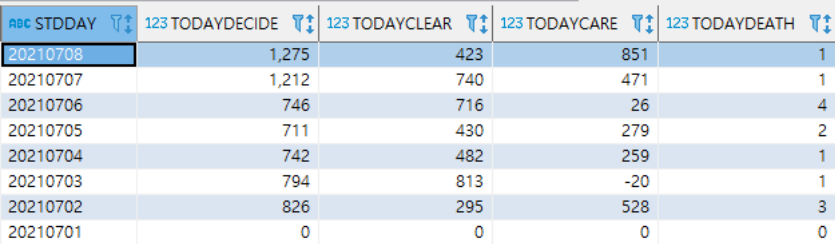 ABC STDDAY 123 TODAYDECIDE 123 TODAYCLEAR 123 TODAYCARE 123 TODAYDEATH
20210708 1,275 423 851 1
20210707 1,212 740 471 1
20210706 746 716 26 4
20210705 711 430 279 2
20210704 742 482 259 1
20210703 794 813 -20 1
20210702 826 295 528 3
20210701 0 0 0 0